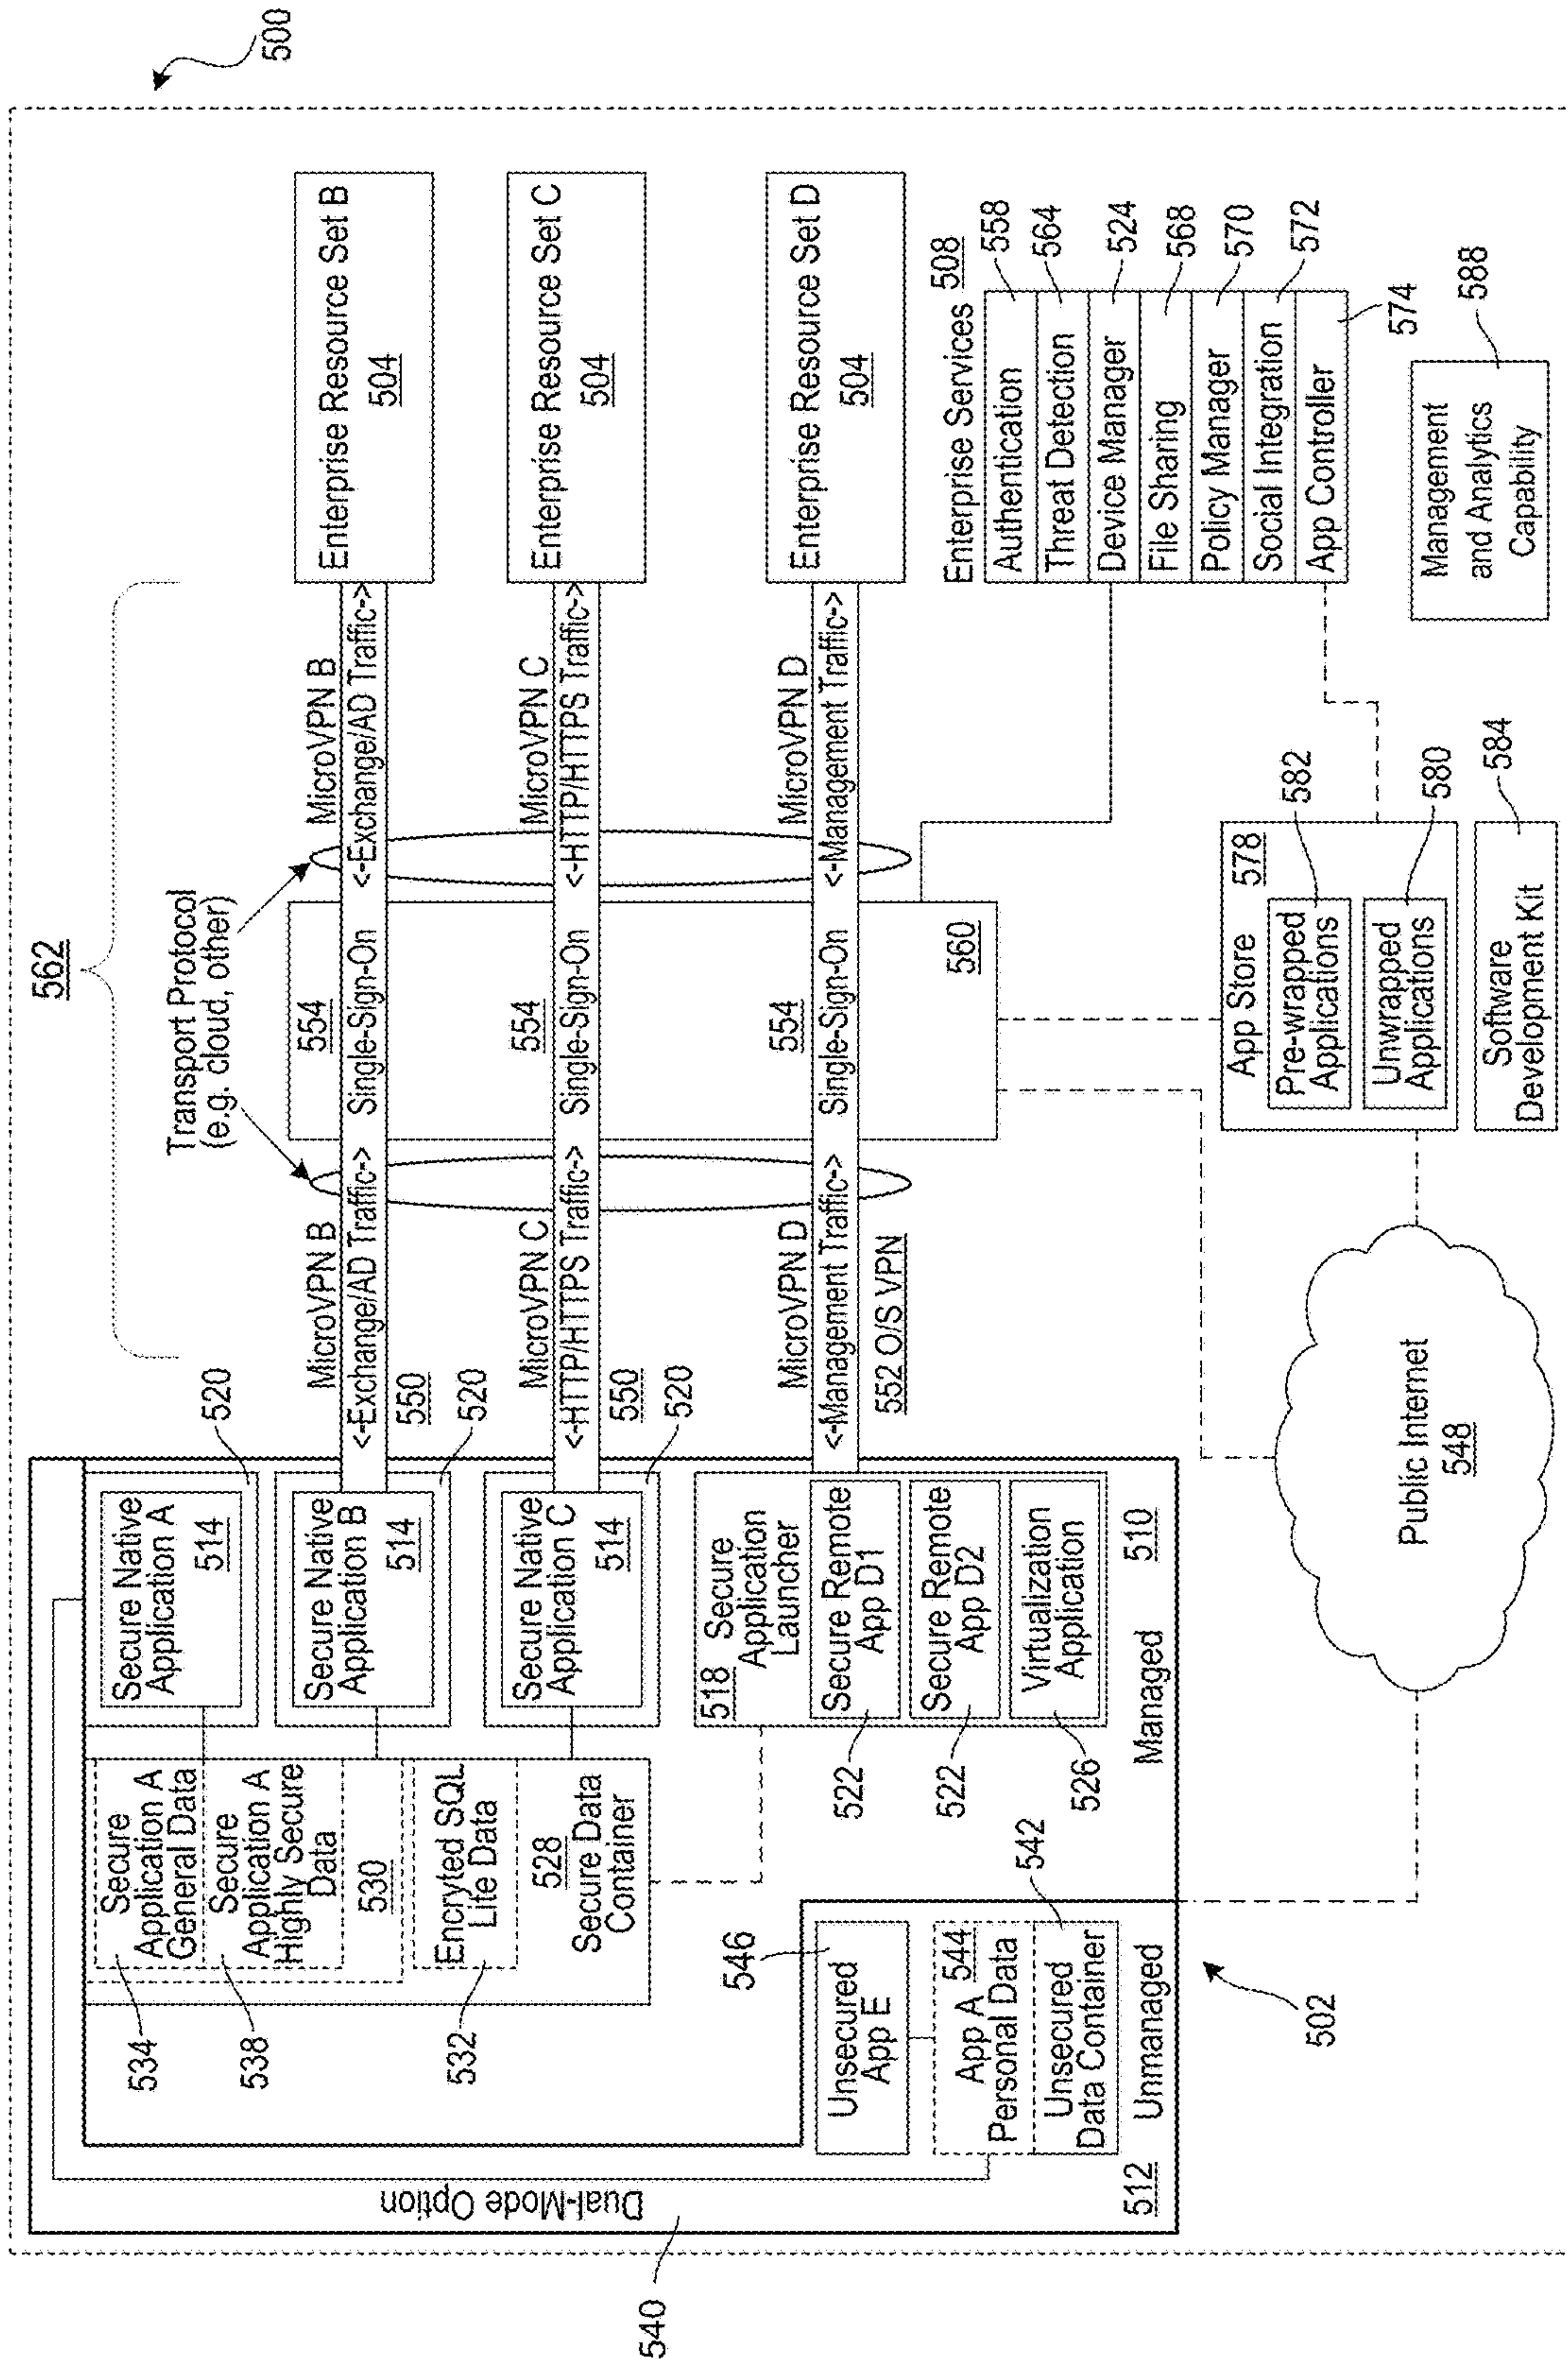 500
562
Transport Protocol
(e.g. cloud, other)
Dual-Mode Option
540
534
538
532
Secure
Application A
General Data
Secure
Application A
Highly Secure
Data
530
Encryted SQL
Lite Data
528
Secure Data
Container
Secure Native
Application A
514
520
Secure Native
Application B
514
520
Secure Native
Application C
514
520
518
Secure
Application
Launcher
Secure Remote
App D1
522
Secure Remote
App D2
522
Virtualization
Application
526
Managed
510
546
Unsecured
App E
542
App A
544
Personal Data
Unsecured
Data Container
512
Unmanaged
502
MicroVPN B
<-Exchange/AD Traffic->
550
554
Single-Sign-On
MicroVPN B
<-Exchange/AD Traffic->
Enterprise Resource Set B
504
MicroVPN C
<-HTTP/HTTPS Traffic->
550
554
Single-Sign-On
MicroVPN C
<-HTTP/HTTPS Traffic->
Enterprise Resource Set C
504
MicroVPN D
<-Management Traffic->
552 O/S VPN
554
Single-Sign-On
MicroVPN D
<-Management Traffic->
Enterprise Resource Set D
504
560
Enterprise Services 508
Authentication
558
Threat Detection
564
Device Manager
524
File Sharing
568
Policy Manager
570
Social Integration
572
App Controller
574
Public Internet
548
App Store 578
Pre-wrapped
Applications
582
Unwrapped
Applications
580
Software
Development Kit
584
Management
and Analytics
Capability
588